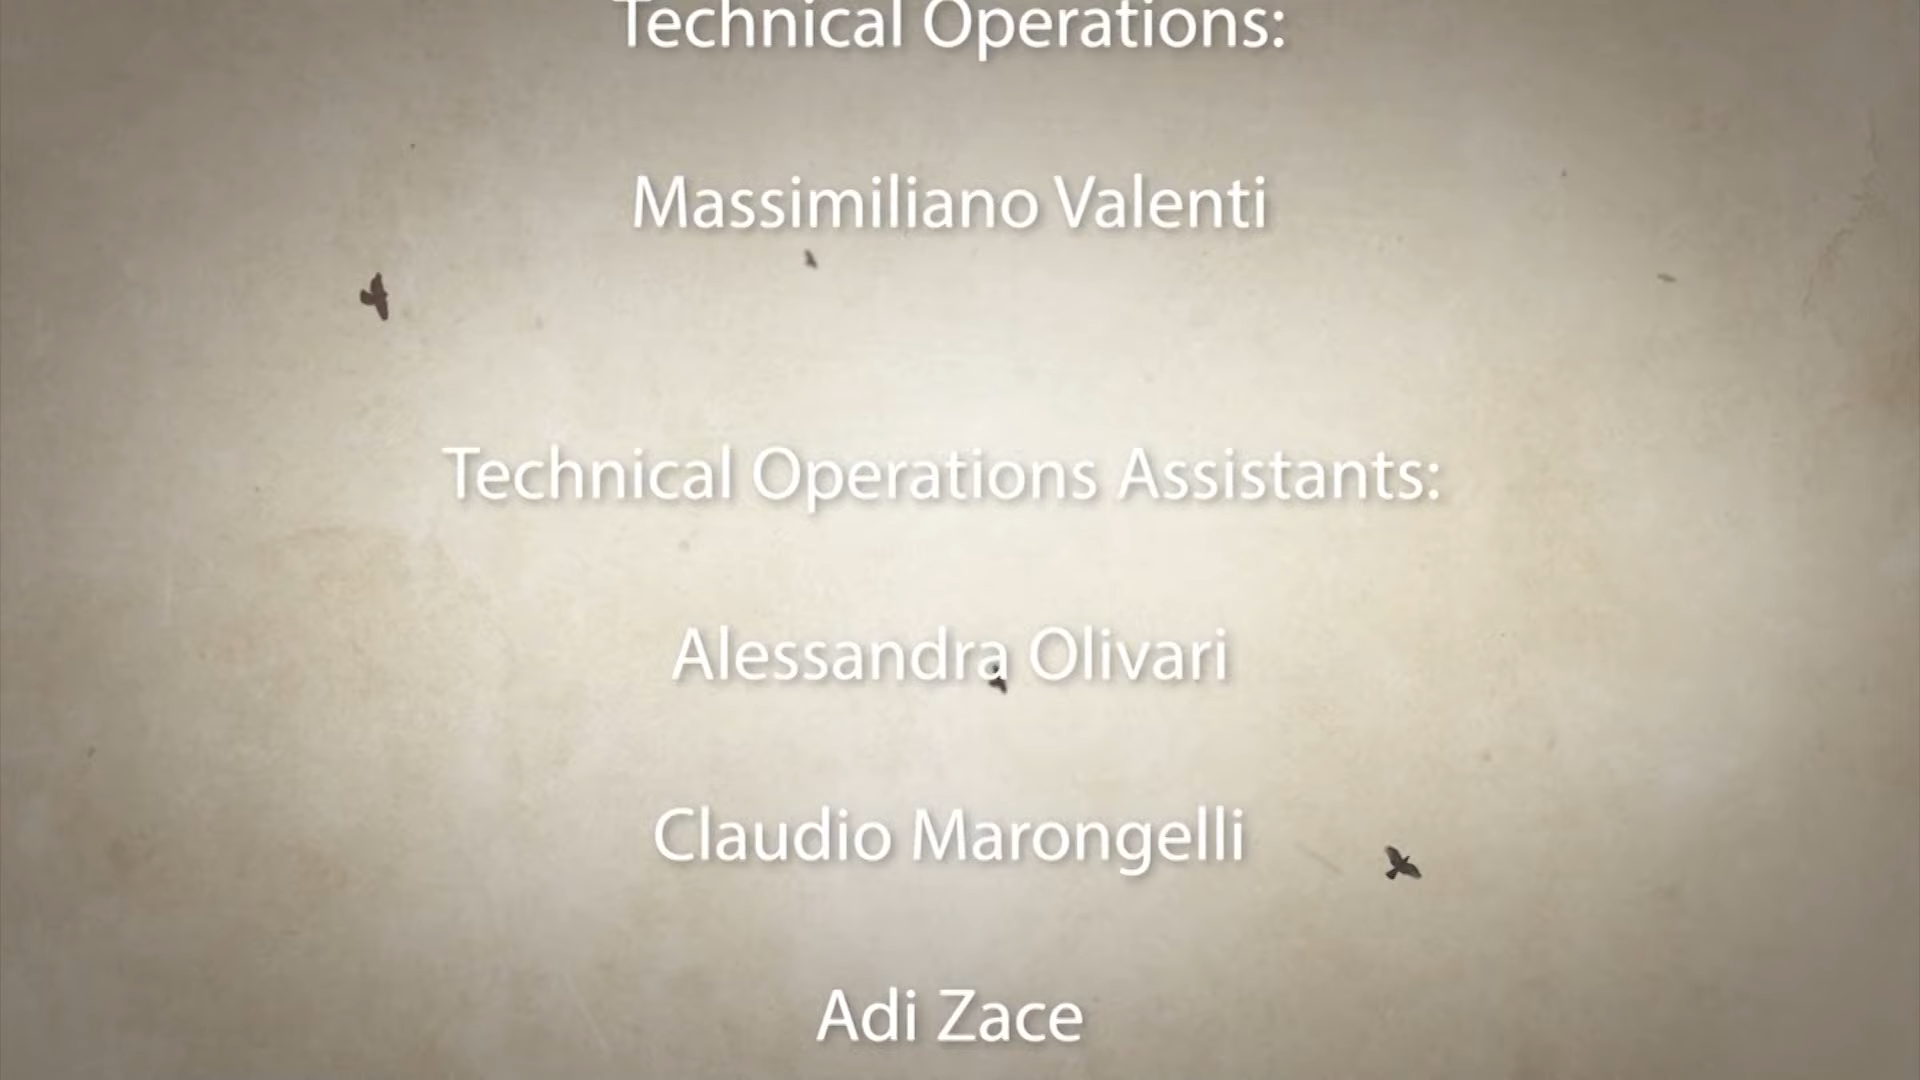 Technical Operations:
Massimiliano Valenti
Technical Operations Assistants:
Alessandra Olivari
Claudio Marongelli
Adi Zace